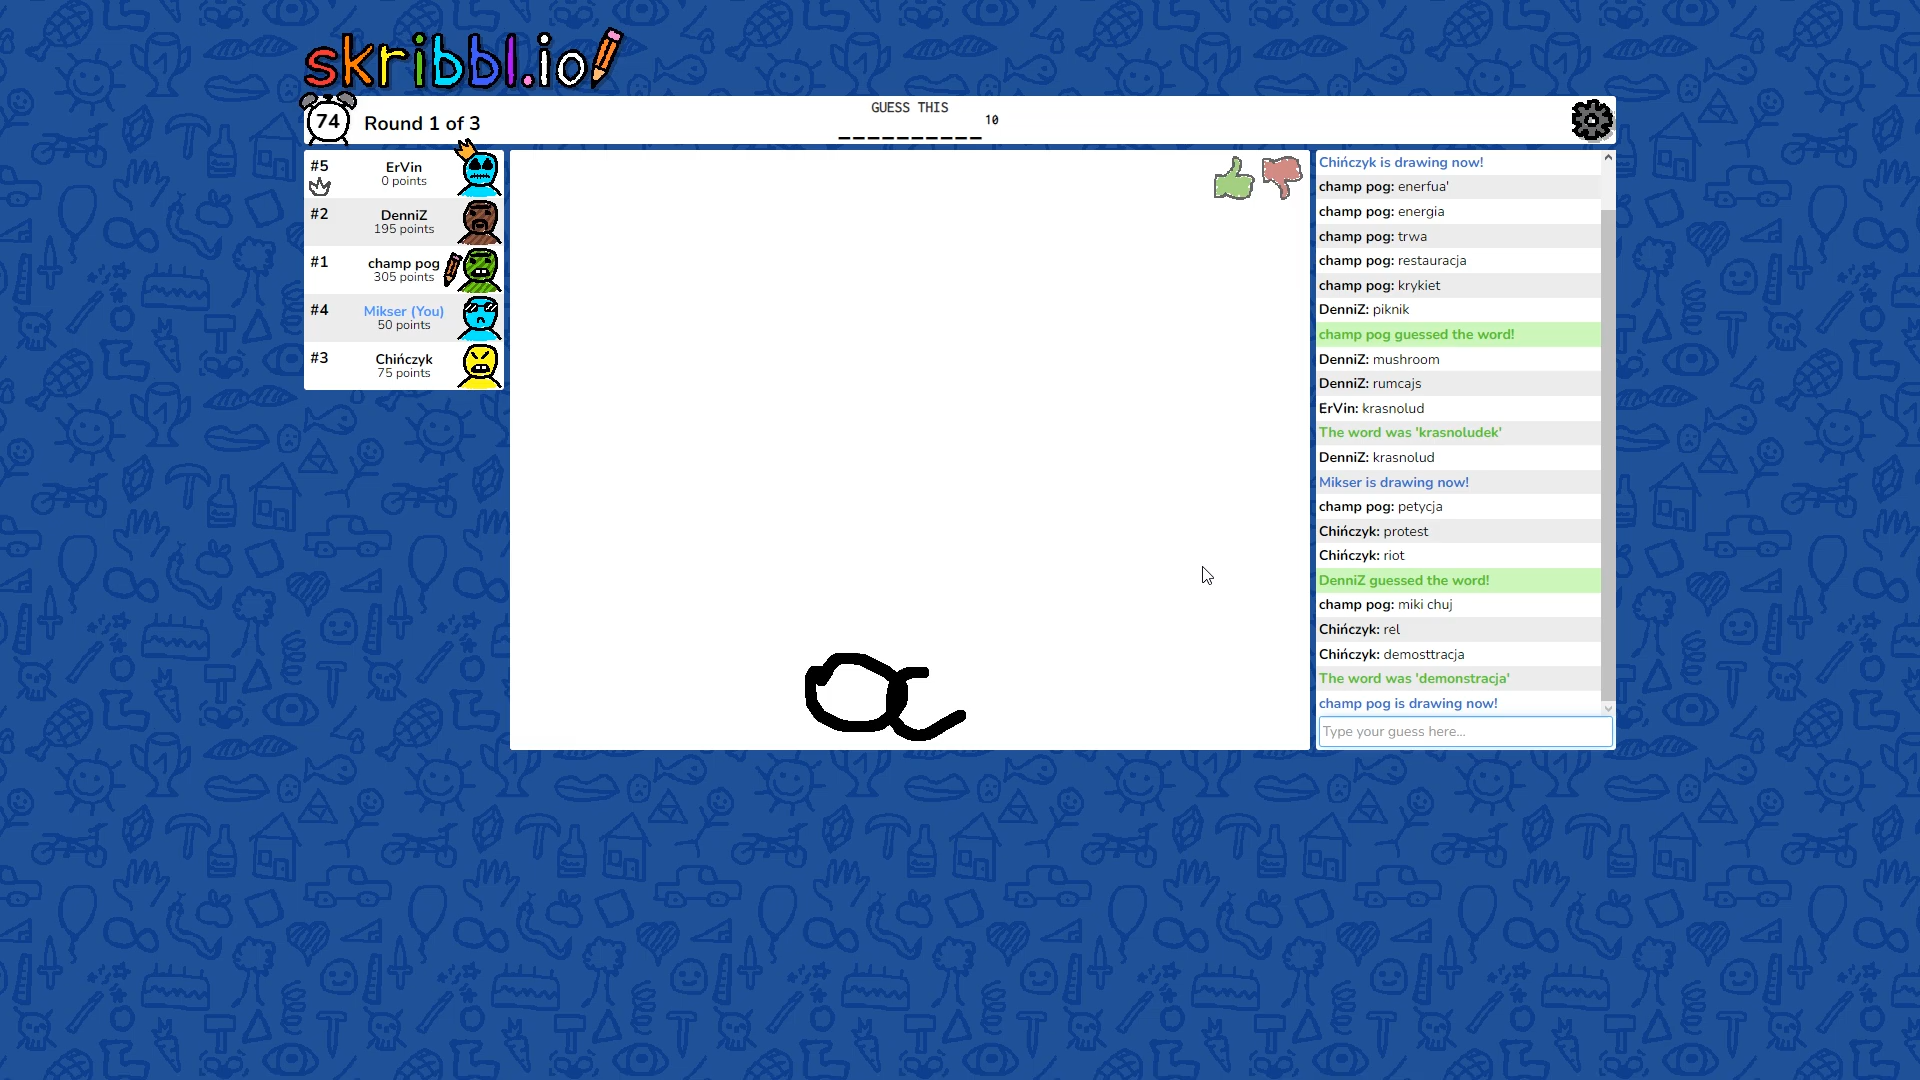 skribbl.io
74
Round 1 of 3
GUESS THIS
__________ 10
#5
ErVin
0 points
#2
DenniZ
195 points
#1
champ pog
305 points
#4
Mikser (You)
50 points
#3
Chińczyk
75 points
Chińczyk is drawing now!
champ pog: enerfua'
champ pog: energia
champ pog: trwa
champ pog: restauracja
champ pog: krykiet
DenniZ: piknik
champ pog guessed the word!
DenniZ: mushroom
DenniZ: rumcajs
ErVin: krasnolud
The word was 'krasnoludek'
DenniZ: krasnolud
Mikser is drawing now!
champ pog: petycja
Chińczyk: protest
Chińczyk: riot
DenniZ guessed the word!
champ pog: miki chuj
Chińczyk: rel
Chińczyk: demosttracja
The word was 'demonstracja'
champ pog is drawing now!
Type your guess here...